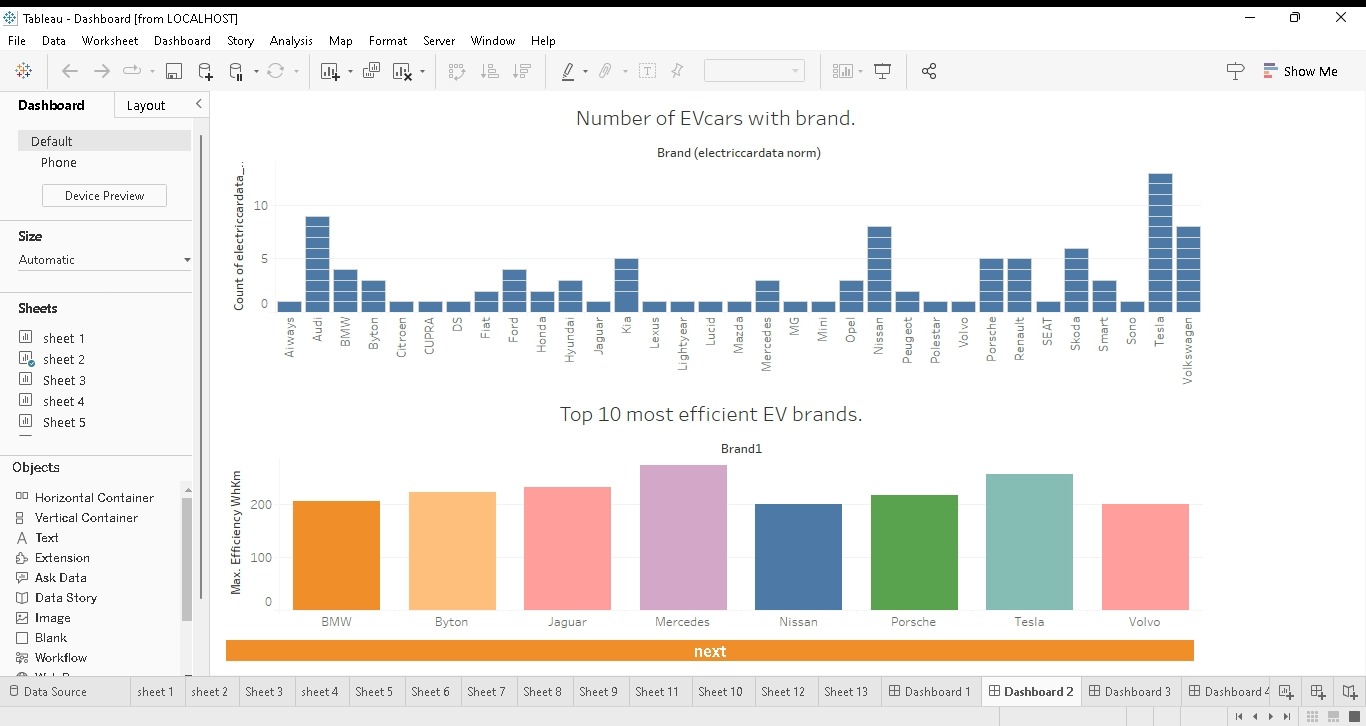 Tableau - Dashboard [from LOCALHOST]
File Data Worksheet Dashboard Story Analysis Map Format Server Window Help
Show Me
Dashboard Layout
Default
Phone
Device Preview
Size
Automatic
Sheets
sheet 1
sheet 2
Sheet 3
sheet 4
Sheet 5
Objects
Horizontal Container
Vertical Container
Text
Extension
Ask Data
Data Story
Image
Blank
Workflow
Number of EVcars with brand.
Brand (electriccardata norm)
Count of electriccardata_..
10
5
0
Aiways Audi BMW Byton Citroen CUPRA DS Fiat Ford Honda Hyundai Jaguar Kia Lexus Lightyear Lucid Mazda Mercedes MG Mini Opel Nissan Peugeot Polestar Volvo Porsche Renault SEAT Skoda Smart Sono Tesla Volkswagen
Top 10 most efficient EV brands.
Brand1
Max. Efficiency WhKm
200
100
0
BMW Byton Jaguar Mercedes Nissan Porsche Tesla Volvo
next
Data Source sheet 1 sheet 2 Sheet 3 sheet 4 Sheet 5 Sheet 6 Sheet 7 Sheet 8 Sheet 9 Sheet 11 Sheet 10 Sheet 12 Sheet 13 Dashboard 1 Dashboard 2 Dashboard 3 Dashboard 4